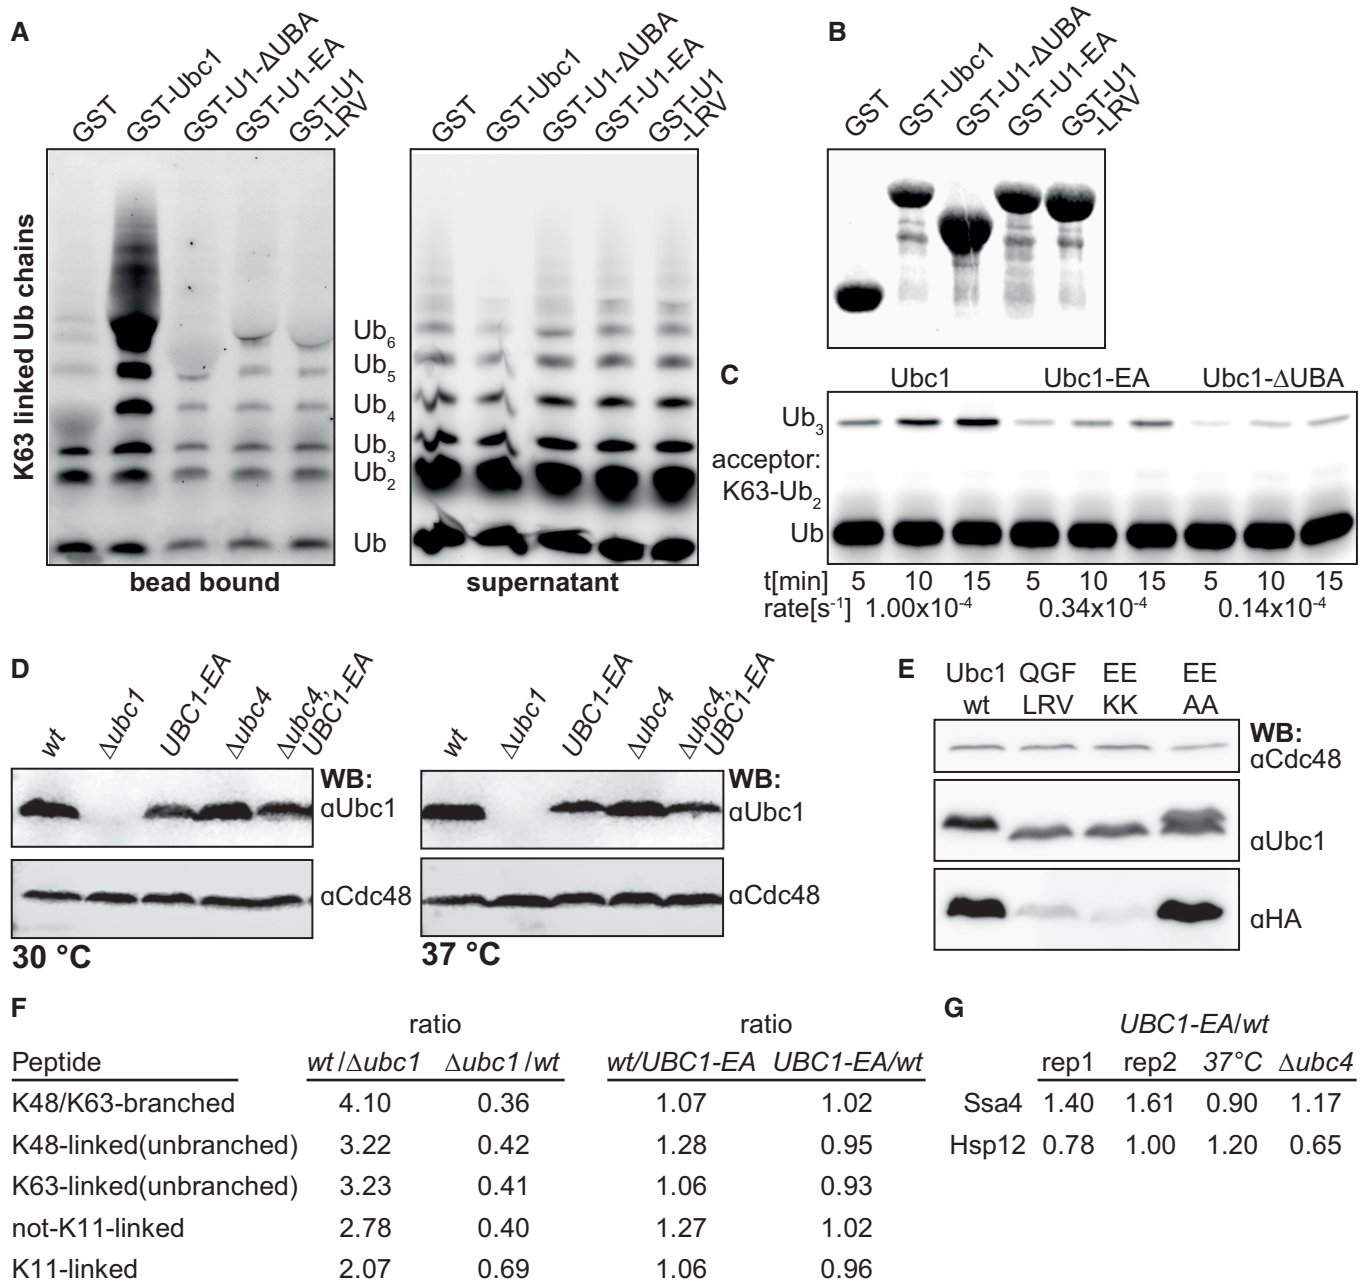 A
GST
GST-Ubc1
GST-U1-ΔUBA
GST-U1-EA
GST-U1
-LRV
GST
GST-Ubc1
GST-U1-ΔUBA
GST-U1-EA
GST-U1
-LRV
K63 linked Ub chains
Ub6
Ub5
Ub4
Ub3
Ub2
Ub
bead bound
supernatant
B
GST
GST-Ubc1
GST-U1-ΔUBA
GST-U1-EA
GST-U1
-LRV
C
Ubc1 Ubc1-EA Ubc1-ΔUBA
Ub3
acceptor:
K63-Ub2
Ub
t[min] 5 10 15 5 10 15 5 10 15
rate[s-1] 1.00x10-4 0.34x10-4 0.14x10-4
D
wt
Δubc1
UBC1-EA
Δubc4
Δubc4,
UBC1-EA
WB:
αUbc1
αCdc48
30 °C
wt
Δubc1
UBC1-EA
Δubc4
Δubc4,
UBC1-EA
WB:
αUbc1
αCdc48
37 °C
E
Ubc1 QGF EE EE
wt LRV KK AA
WB:
αCdc48
αUbc1
αHA
F
ratio ratio
Peptide wt/Δubc1 Δubc1/wt wt/UBC1-EA UBC1-EA/wt
K48/K63-branched 4.10 0.36 1.07 1.02
K48-linked(unbranched) 3.22 0.42 1.28 0.95
K63-linked(unbranched) 3.23 0.41 1.06 0.93
not-K11-linked 2.78 0.40 1.27 1.02
K11-linked 2.07 0.69 1.06 0.96
G
UBC1-EA/wt
rep1 rep2 37°C Δubc4
Ssa4 1.40 1.61 0.90 1.17
Hsp12 0.78 1.00 1.20 0.65